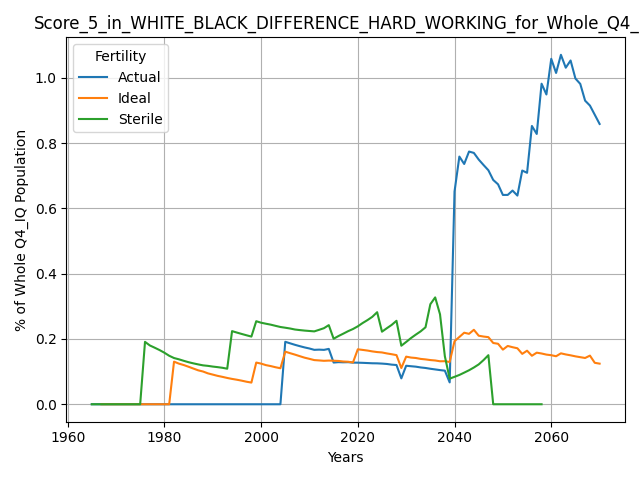 Score_5_in_WHITE_BLACK_DIFFERENCE_HARD_WORKING_for_Whole_Q4_
Fertility
Actual
Ideal
Sterile
% of Whole Q4_IQ Population
1.0
0.8
0.6
0.4
0.2
0.0
1960 1980 2000 2020 2040 2060
Years